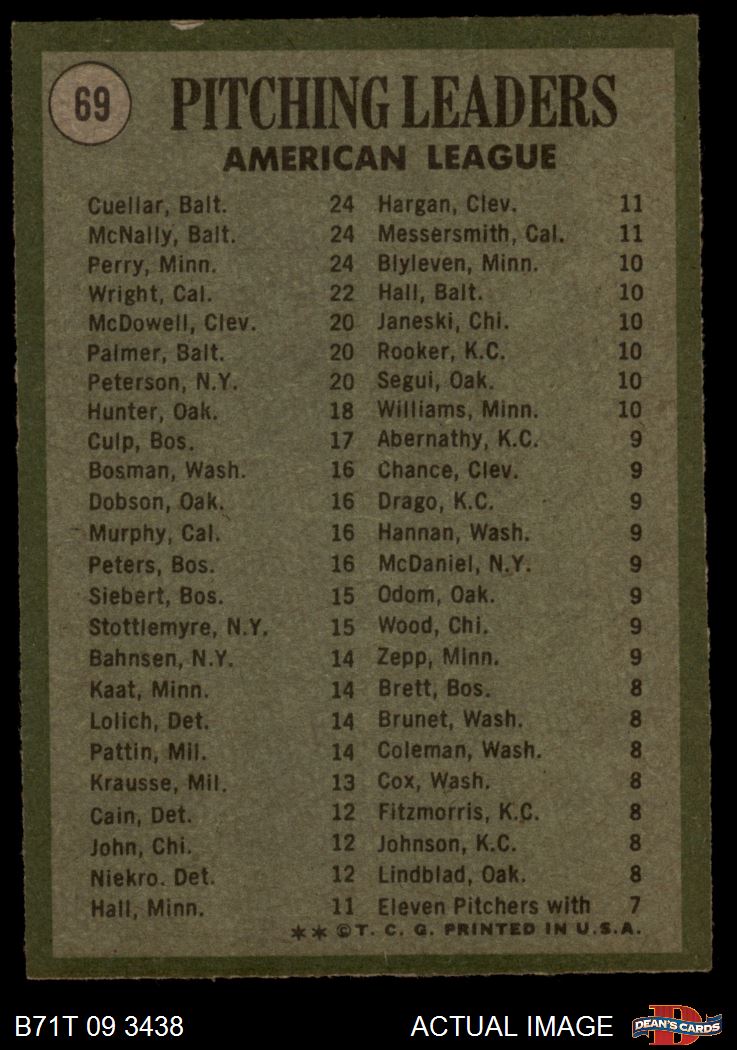 69
PITCHING LEADERS
AMERICAN LEAGUE
Cuellar, Balt. 24
McNally, Balt. 24
Perry, Minn. 24
Wright, Cal. 22
McDowell, Clev. 20
Palmer, Balt. 20
Peterson, N.Y. 20
Hunter, Oak. 18
Culp, Bos. 17
Bosman, Wash. 16
Dobson, Oak. 16
Murphy, Cal. 16
Peters, Bos. 16
Siebert, Bos. 15
Stottlemyre, N.Y. 15
Bahnsen, N.Y. 14
Kaat, Minn. 14
Lolich, Det. 14
Pattin, Mil. 14
Krausse, Mil. 13
Cain, Det. 12
John, Chi. 12
Niekro. Det. 12
Hall, Minn. 11
Hargan, Clev. 11
Messersmith, Cal. 11
Blyleven, Minn. 10
Hall, Balt. 10
Janeski, Chi. 10
Rooker, K.C. 10
Segui, Oak. 10
Williams, Minn. 10
Abernathy, K.C. 9
Chance, Clev. 9
Drago, K.C. 9
Hannan, Wash. 9
McDaniel, N.Y. 9
Odom, Oak. 9
Wood, Chi. 9
Zepp, Minn. 9
Brett, Bos. 8
Brunet, Wash. 8
Coleman, Wash. 8
Cox, Wash. 8
Fitzmorris, K.C. 8
Johnson, K.C. 8
Lindblad, Oak. 8
Eleven Pitchers with 7
**©T. C. G. PRINTED IN U.S.A.
B71T 09 3438
ACTUAL IMAGE
D
DEAN'S CARDS